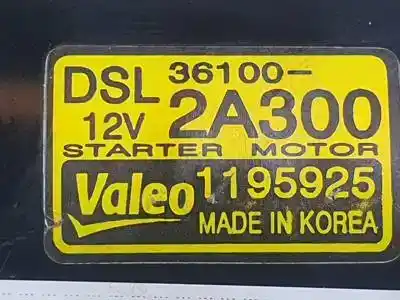 DSL 36100-
12V 2A300
STARTER MOTOR
Valeo 1195925
MADE IN KOREA